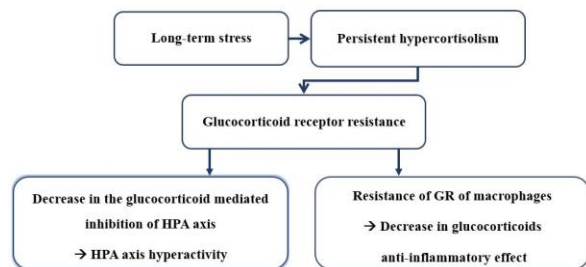 Long-term stress
Persistent hypercortisolism
Glucocorticoid receptor resistance
Decrease in the glucocorticoid mediated
inhibition of HPA axis
→ HPA axis hyperactivity
Resistance of GR of macrophages
→ Decrease in glucocorticoids
anti-inflammatory effect